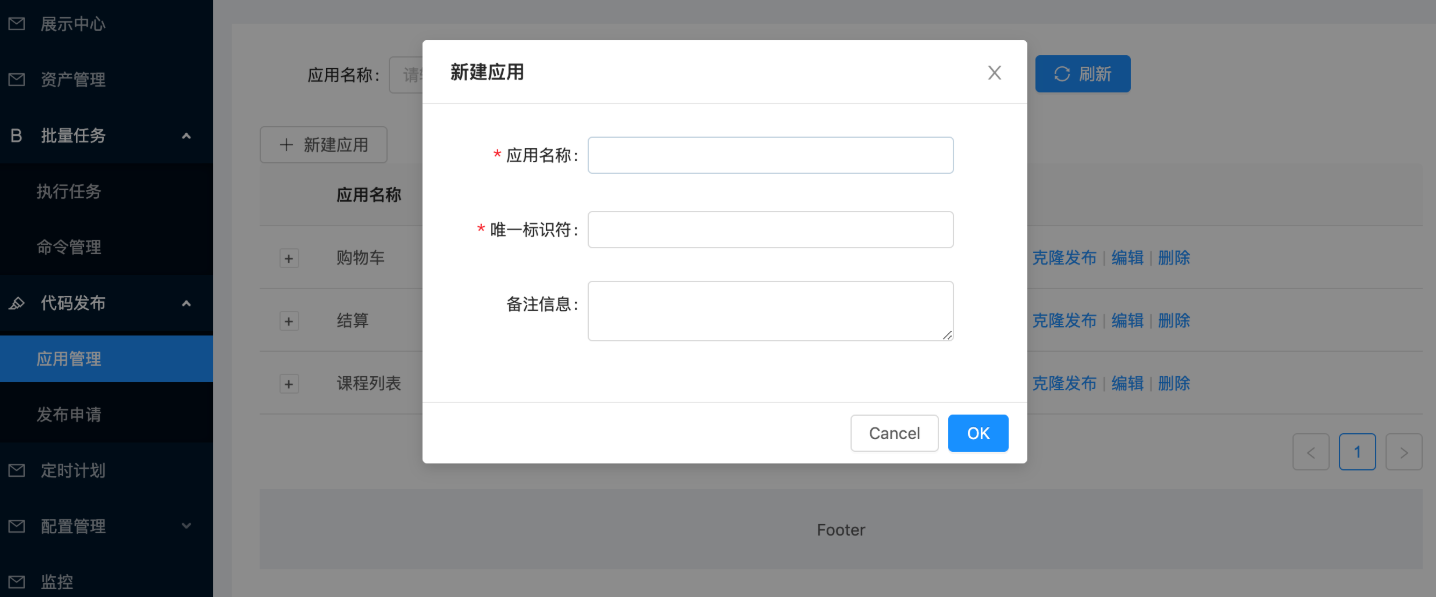 展示中心
资产管理
B 批量任务
执行任务
命令管理
代码发布
应用管理
发布申请
定时计划
配置管理
监控
应用名称: 请
刷新
+ 新建应用
应用名称
+ 购物车 克隆发布 | 编辑 | 删除
+ 结算 克隆发布 | 编辑 | 删除
+ 课程列表 克隆发布 | 编辑 | 删除
< 1 >
Footer
新建应用
* 应用名称:
* 唯一标识符:
备注信息:
Cancel OK